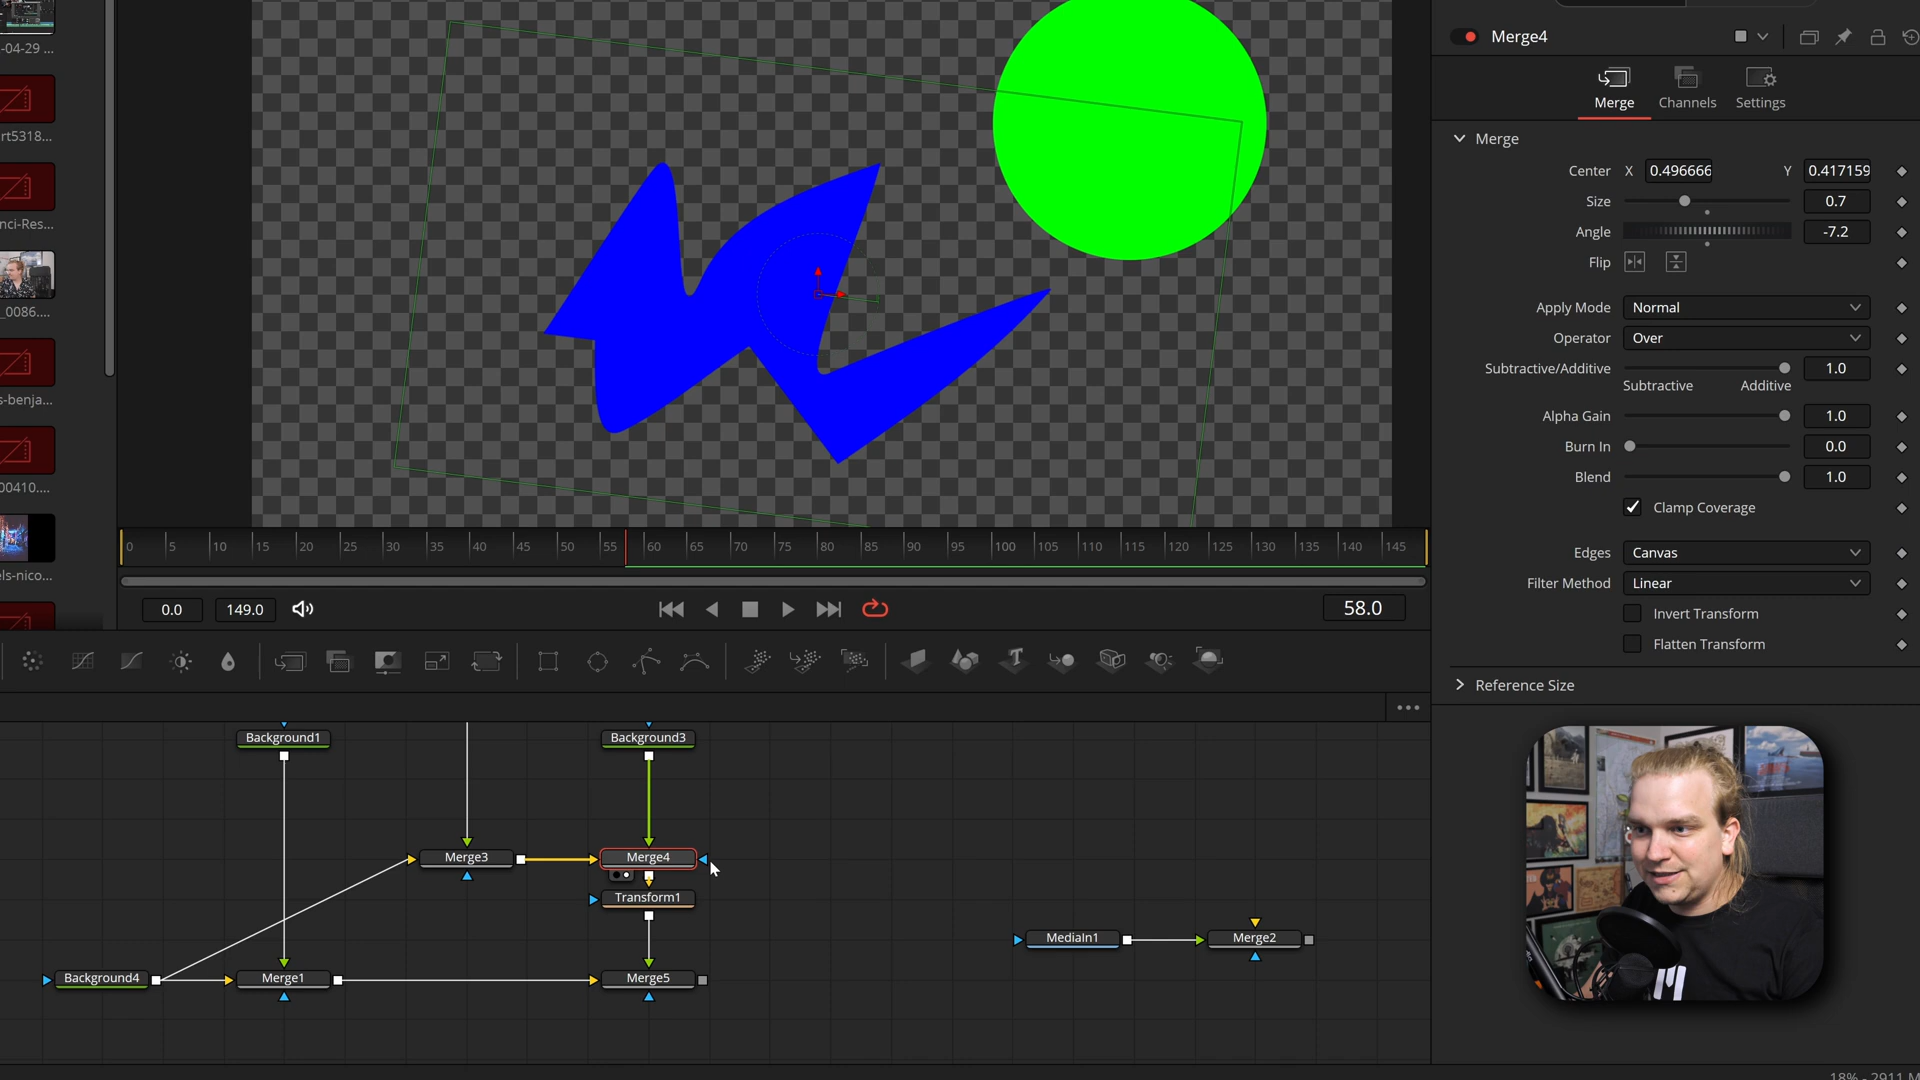 -04-29 ...
rt5318...
nci-Res...
_0086....
s-benja...
00410....
els-nico...
Merge4
Merge
Channels
Settings
Merge
Center X 0.496666 Y 0.417159
Size 0.7
Angle -7.2
Flip
Apply Mode Normal
Operator Over
Subtractive/Additive 1.0
Subtractive Additive
Alpha Gain 1.0
Burn In 0.0
Blend 1.0
Clamp Coverage
Edges Canvas
Filter Method Linear
Invert Transform
Flatten Transform
Reference Size
0 5 10 15 20 25 30 35 40 45 50 55 60 65 70 75 80 85 90 95 100 105 110 115 120 125 130 135 140 145
0.0 149.0 58.0
Background1
Background3
Merge3
Merge4
Transform1
MediaIn1
Merge2
Background4
Merge1
Merge5
18% - 2911 M